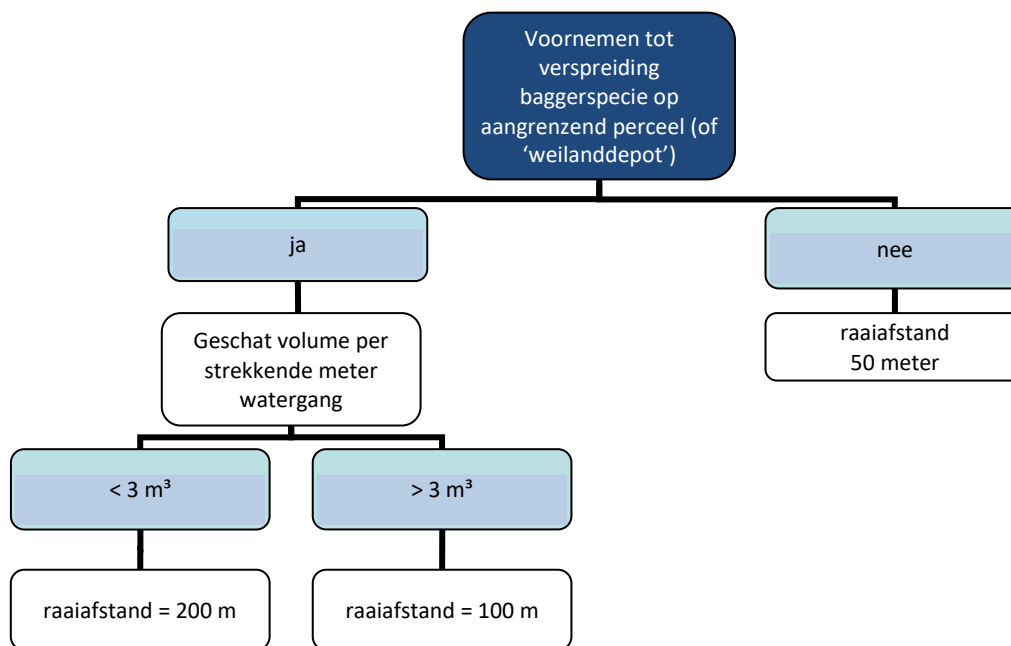 Voornemen tot
verspreiding
baggerspecie op
aangrenzend perceel (of
‘weilanddepot’)
ja
nee
Geschat volume per
strekkende meter
watergang
raaiafstand
50 meter
< 3 m³
> 3 m³
raaiafstand = 200 m
raaiafstand = 100 m